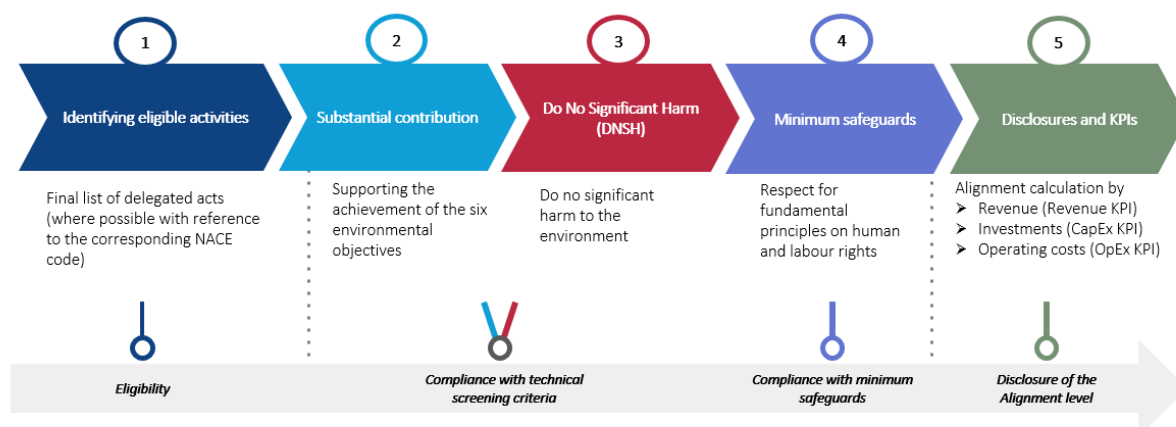 1
2
3
4
5
Identifying eligible activities
Substantial contribution
Do No Significant Harm
(DNSH)
Minimum safeguards
Disclosures and KPIs
Final list of delegated acts
(where possible with reference
to the corresponding NACE
code)
Supporting the
achievement of the six
environmental
objectives
Do no significant
harm to the
environment
Respect for
fundamental
principles on human
and labour rights
Alignment calculation by
➤ Revenue (Revenue KPI)
➤ Investments (CapEx KPI)
➤ Operating costs (OpEx KPI)
Eligibility
Compliance with technical
screening criteria
Compliance with minimum
safeguards
Disclosure of the
Alignment level